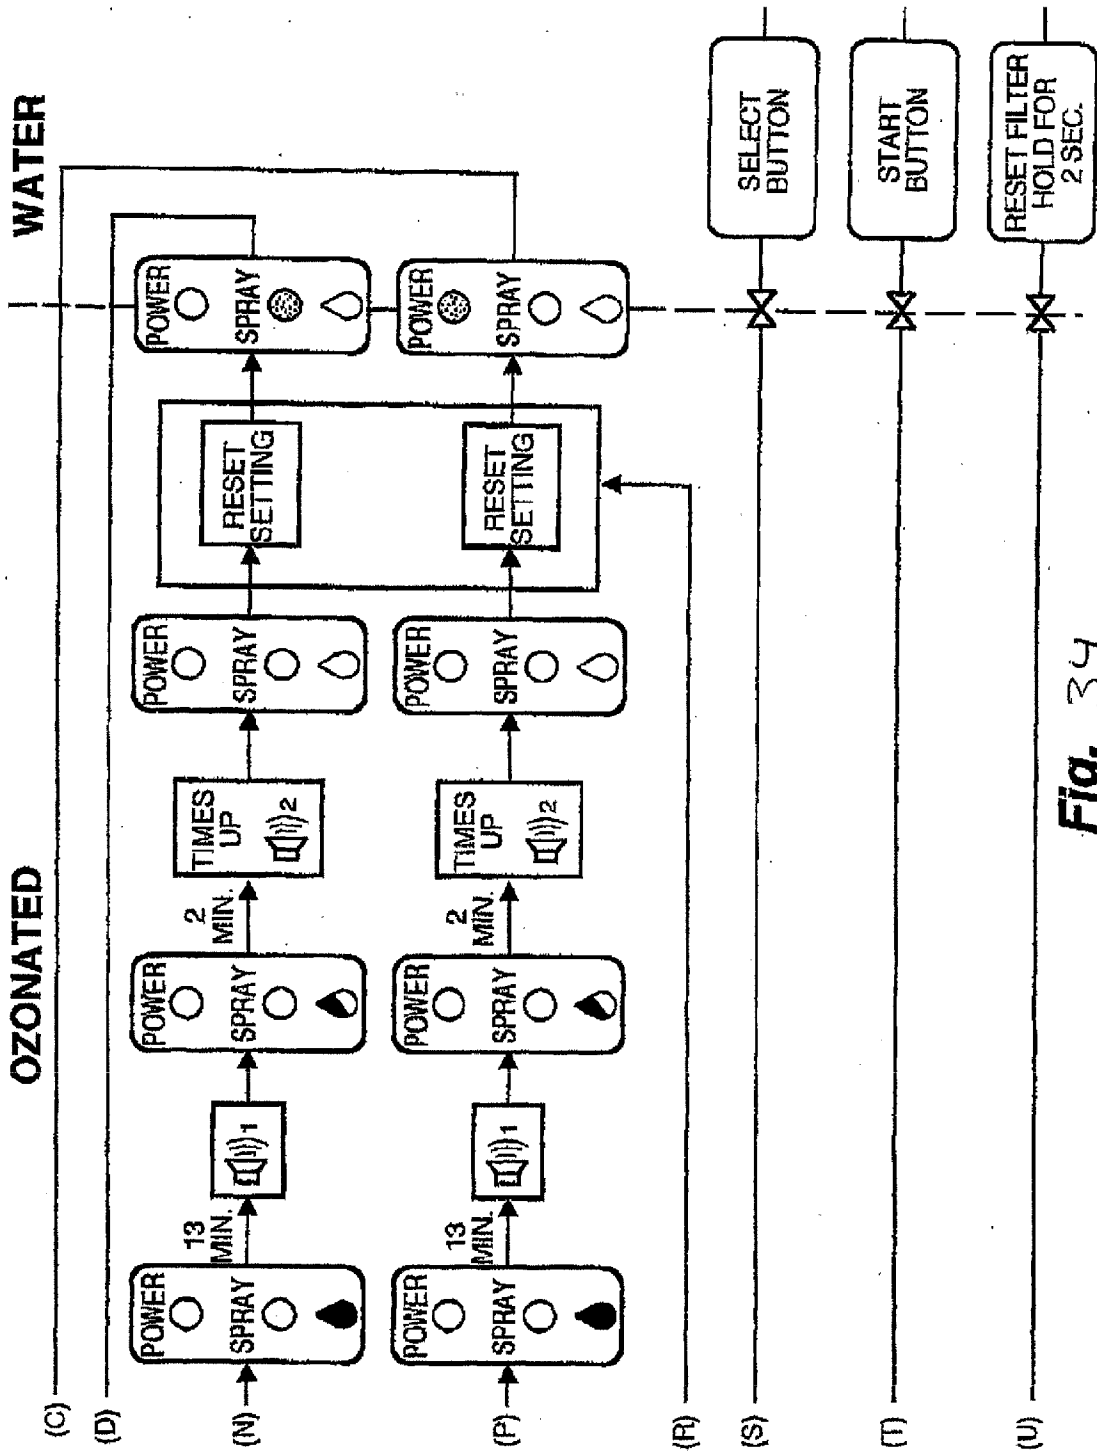 OZONATED
WATER
(C)
(D)
(N)
POWER
SPRAY
13
MIN.
1
POWER
SPRAY
2
MIN.
TIMES
UP
2
POWER
SPRAY
RESET
SETTING
POWER
SPRAY
(P)
POWER
SPRAY
13
MIN.
1
POWER
SPRAY
2
MIN.
TIMES
UP
2
POWER
SPRAY
RESET
SETTING
POWER
SPRAY
(R)
(S)
SELECT
BUTTON
(T)
START
BUTTON
(U)
RESET FILTER
HOLD FOR
2 SEC.
Fig. 34